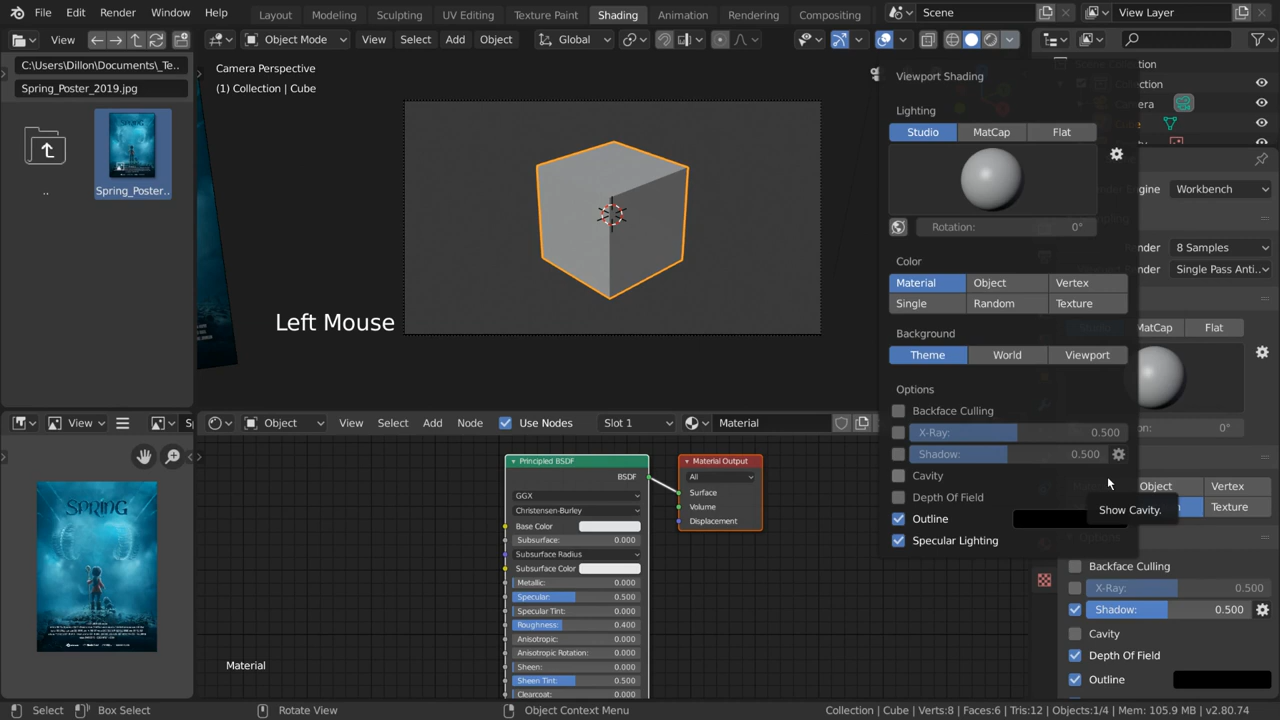 File Edit Render Window Help
Layout Modeling Sculpting UV Editing Texture Paint Shading Animation Rendering Compositing
Scene
View Layer
View
Object Mode View Select Add Object Global
C:\Users\Dillon\Documents\_Te..
Spring_Poster_2019.jpg
..
Spring_Poster..
Camera Perspective
(1) Collection | Cube
Left Mouse
Viewport Shading
Lighting
Studio MatCap Flat
Rotation: 0°
Color
Material Object Vertex
Single Random Texture
Background
Theme World Viewport
Options
Backface Culling
X-Ray: 0.500
Shadow: 0.500
Cavity
Depth Of Field
Outline
Specular Lighting
Show Cavity.
Collection
Camera
Workbench
8 Samples
Single Pass Anti..
MatCap Flat
0°
Object Vertex
Texture
Options
Backface Culling
X-Ray: 0.500
Shadow: 0.500
Cavity
Depth Of Field
Outline
View
SPRING
Object View Select Add Node Use Nodes Slot 1 Material
Principled BSDF
BSDF
GGX
Christensen-Burley
Base Color
Subsurface: 0.000
Subsurface Radius
Subsurface Color
Metallic: 0.000
Specular: 0.500
Specular Tint: 0.000
Roughness: 0.400
Anisotropic: 0.000
Anisotropic Rotation: 0.000
Sheen: 0.000
Sheen Tint: 0.500
Clearcoat: 0.000
Material Output
All
Surface
Volume
Displacement
Material
Select Box Select Rotate View Object Context Menu
Collection | Cube | Verts:8 | Faces:6 | Tris:12 | Objects:1/4 | Mem: 105.9 MB | v2.80.74